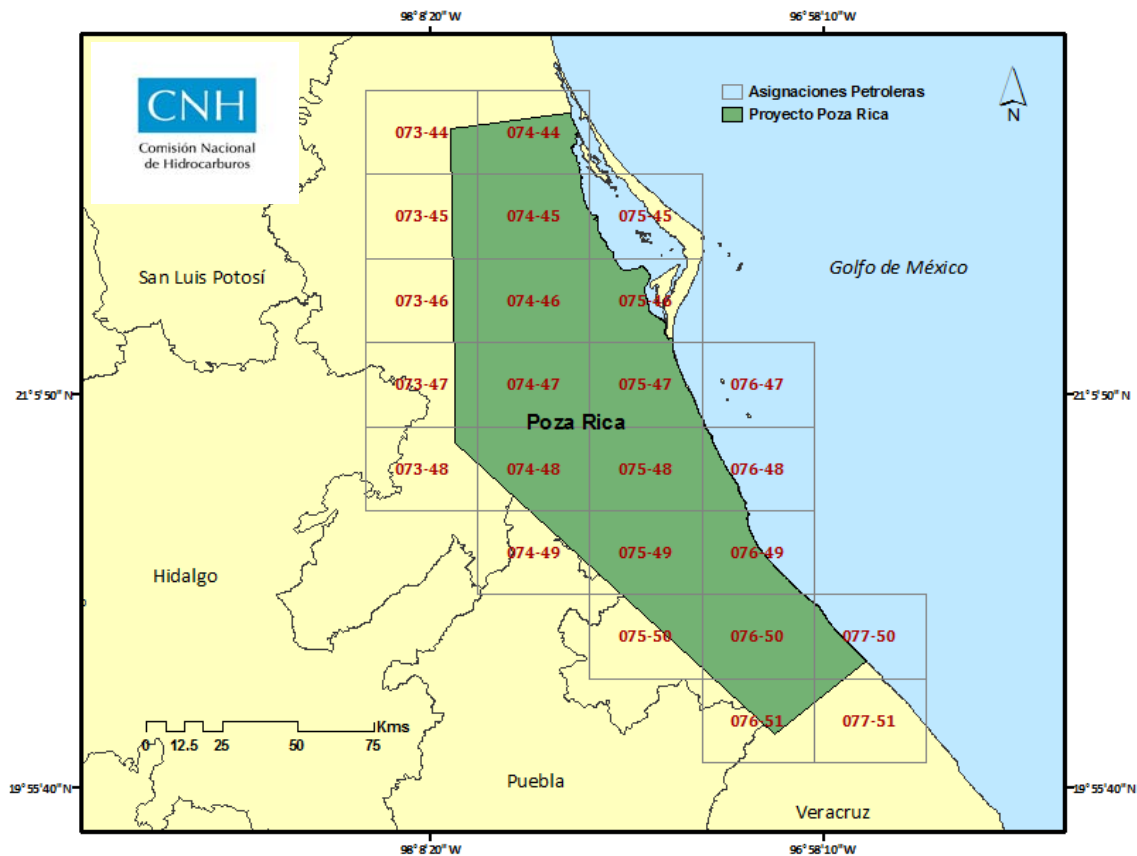 98°8'20"W 96°58'10"W
CNH
Comisión Nacional
de Hidrocarburos
Asignaciones Petroleras
Proyecto Poza Rica
N
073-44 074-44
073-45 074-45 075-45
Golfo de México
San Luis Potosí
073-46 074-46 075-46
073-47 074-47 075-47 076-47
21°5'50"N 21°5'50"N
Poza Rica
073-48 074-48 075-48 076-48
074-49 075-49 076-49
Hidalgo
075-50 076-50 077-50
076-51 077-51
Kms
0 12.5 25 50 75
Puebla
19°55'40"N 19°55'40"N
Veracruz
98°8'20"W 96°58'10"W